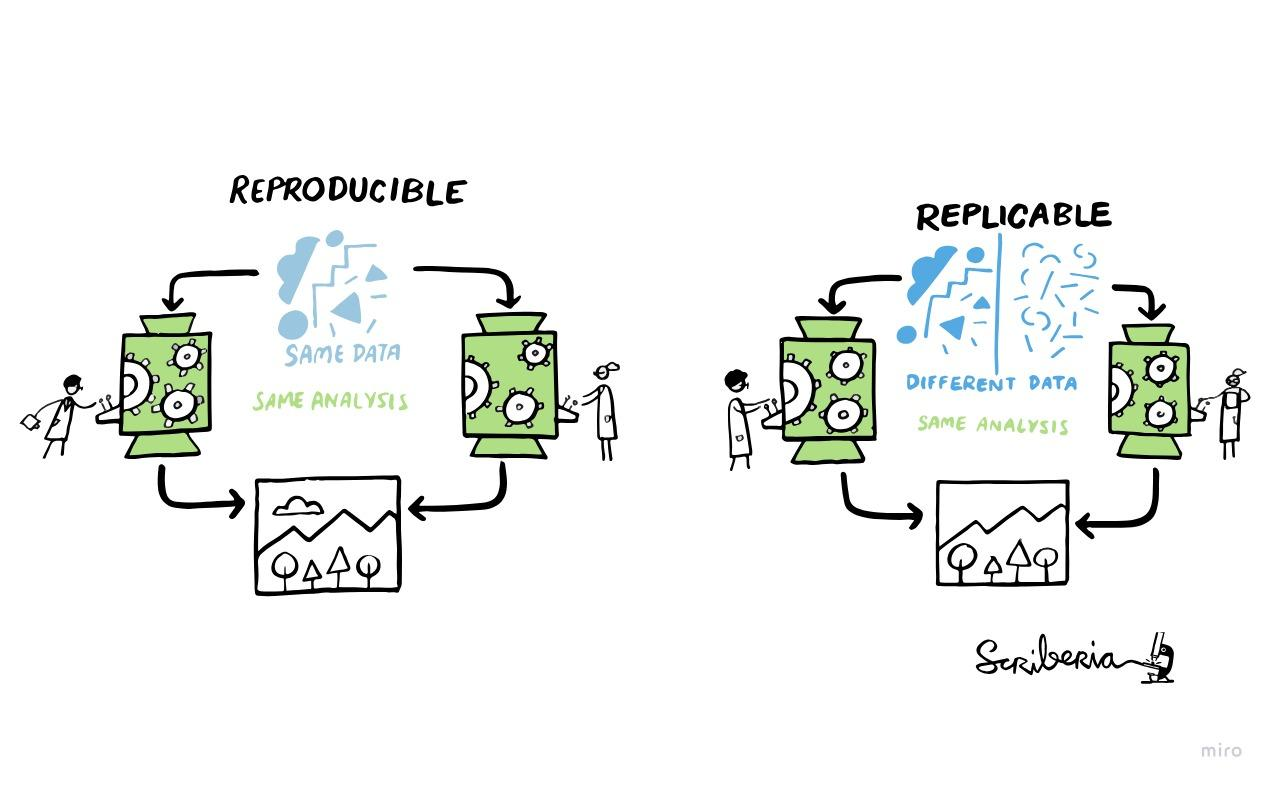 REPRODUCIBLE
SAME DATA
SAME ANALYSIS
REPLICABLE
DIFFERENT DATA
SAME ANALYSIS
Scriberia
miro